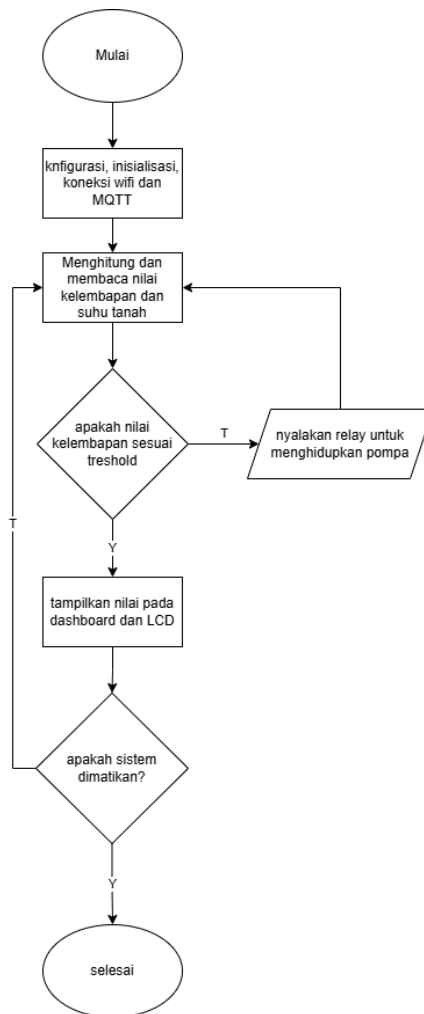 Mulai
knfigurasi, inisialisasi,
koneksi wifi dan
MQTT
Menghitung dan
membaca nilai
kelembapan dan
suhu tanah
apakah nilai
kelembapan sesuai
treshold
T
nyalakan relay untuk
menghidupkan pompa
T
Y
tampilkan nilai pada
dashboard dan LCD
apakah sistem
dimatikan?
Y
selesai